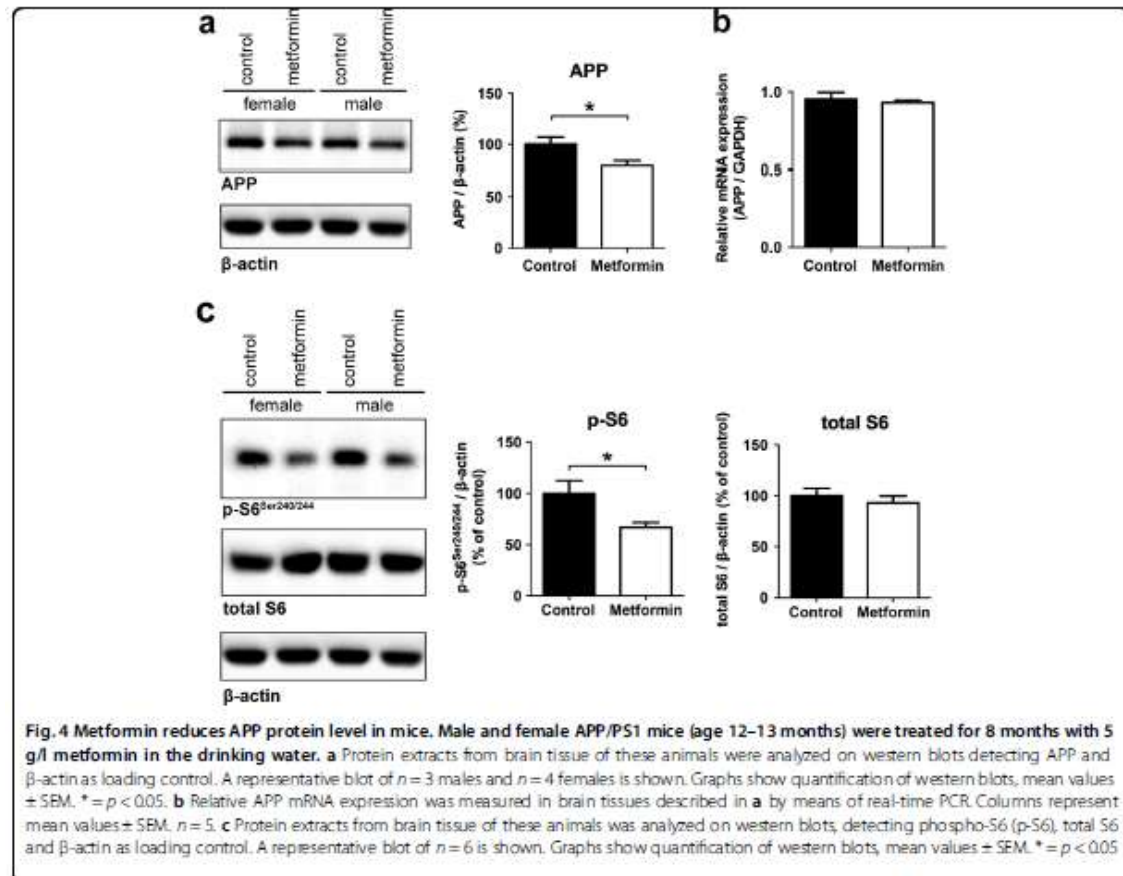 a
control
metformin
control
metformin
female
male
APP
β-actin
APP
150
100
50
0
APP / β-actin (%)
*
Control
Metformin
b
1.0
0.5
0.0
Relative mRNA expression
(APP / GAPDH)
Control
Metformin
c
control
metformin
control
metformin
female
male
p-S6Ser240/244
total S6
β-actin
p-S6
150
100
50
0
p-S6Ser240/244 / β-actin
(% of control)
*
Control
Metformin
total S6
150
100
50
0
total S6 / β-actin (% of control)
Control
Metformin
Fig. 4 Metformin reduces APP protein level in mice. Male and female APP/PS1 mice (age 12–13 months) were treated for 8 months with 5
g/l metformin in the drinking water. a Protein extracts from brain tissue of these animals were analyzed on western blots detecting APP and
β-actin as loading control. A representative blot of n = 3 males and n = 4 females is shown. Graphs show quantification of western blots, mean values
± SEM. * = p < 0.05. b Relative APP mRNA expression was measured in brain tissues described in a by means of real-time PCR. Columns represent
mean values ± SEM. n = 5. c Protein extracts from brain tissue of these animals was analyzed on western blots, detecting phospho-S6 (p-S6), total S6
and β-actin as loading control. A representative blot of n = 6 is shown. Graphs show quantification of western blots, mean values ± SEM. * = p < 0.05